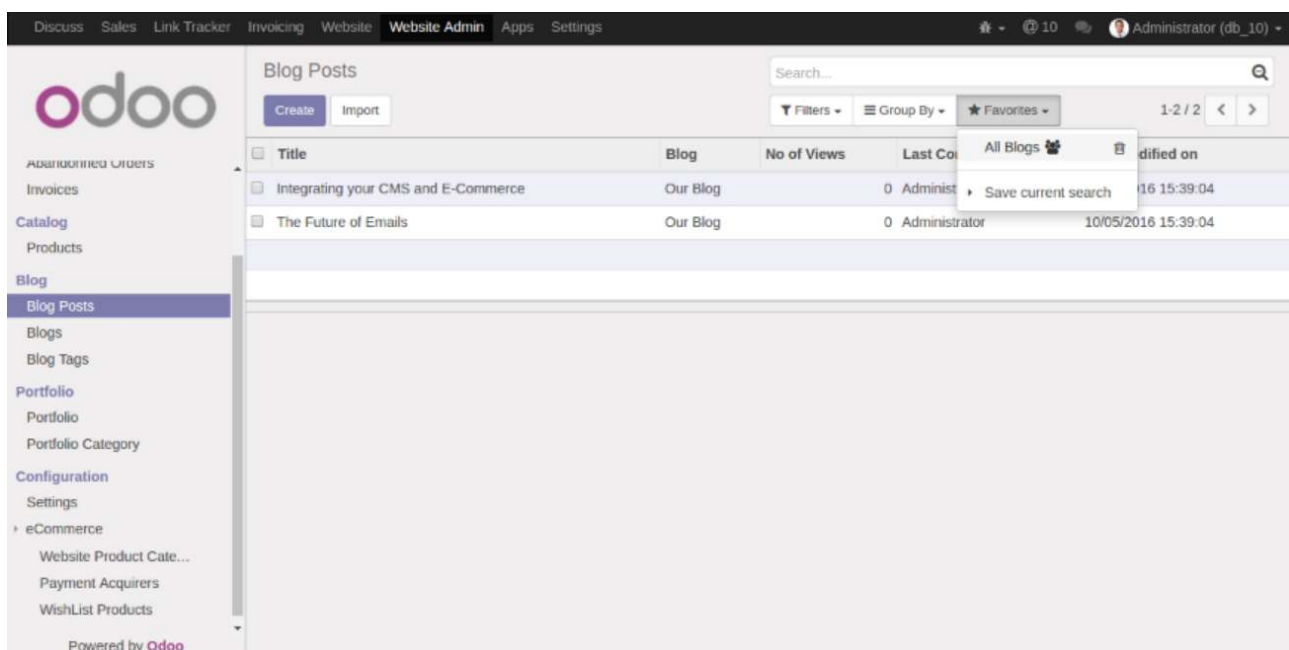 Discuss Sales Link Tracker Invoicing Website Website Admin Apps Settings @ 10 Administrator (db_10)
odoo
Abandonned Orders
Invoices
Catalog
Products
Blog
Blog Posts
Blogs
Blog Tags
Portfolio
Portfolio
Portfolio Category
Configuration
Settings
eCommerce
Website Product Cate...
Payment Acquirers
WishList Products
Powered by Odoo
Blog Posts
Search...
Create Import
Filters Group By Favorites 1-2 / 2
All Blogs
Save current search
Title Blog No of Views Last Co dified on
Integrating your CMS and E-Commerce Our Blog 0 Administ 16 15:39:04
The Future of Emails Our Blog 0 Administrator 10/05/2016 15:39:04